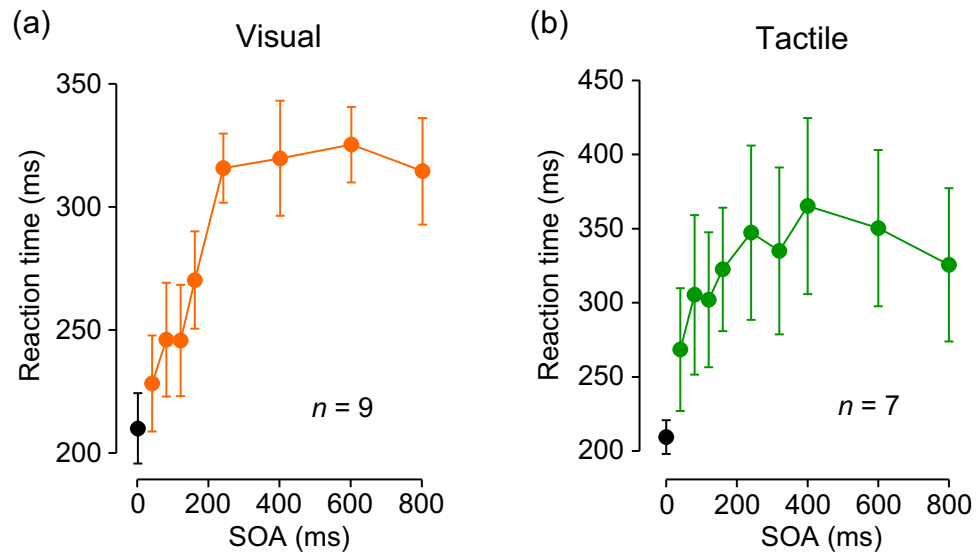 (a)
Visual
Reaction time (ms)
350
300
250
200
n = 9
0 200 400 600 800
SOA (ms)
(b)
Tactile
Reaction time (ms)
450
400
350
300
250
200
n = 7
0 200 400 600 800
SOA (ms)